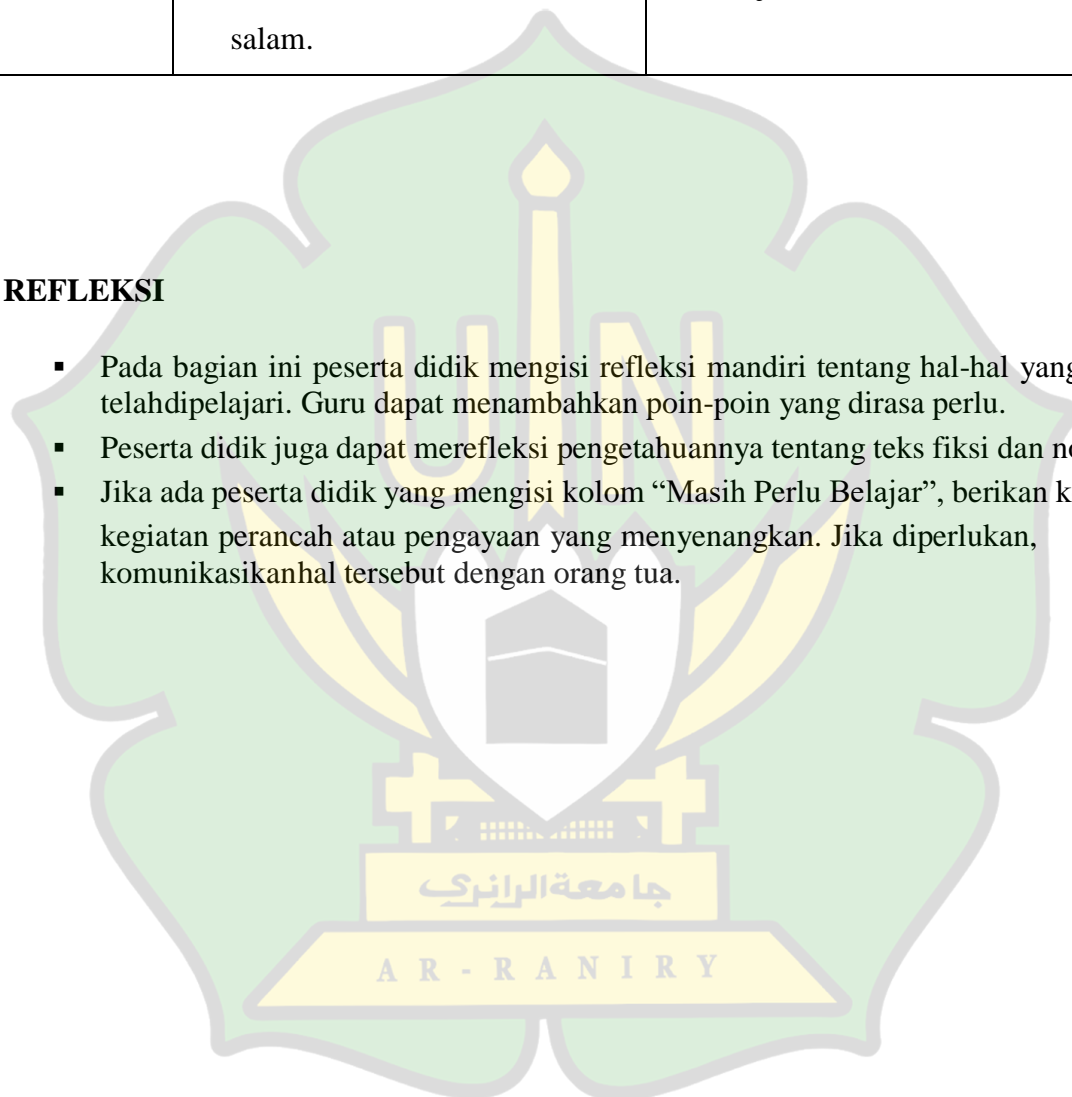 salam.
REFLEKSI
▪ Pada bagian ini peserta didik mengisi refleksi mandiri tentang hal-hal yang
telahdipelajari. Guru dapat menambahkan poin-poin yang dirasa perlu.
▪ Peserta didik juga dapat merefleksi pengetahuannya tentang teks fiksi dan
▪ Jika ada peserta didik yang mengisi kolom “Masih Perlu Belajar”, berikan
kegiatan perancah atau pengayaan yang menyenangkan. Jika diperlukan,
komunikasikanhal tersebut dengan orang tua.
UIN
جامعة الرانري
AR-RANIRY